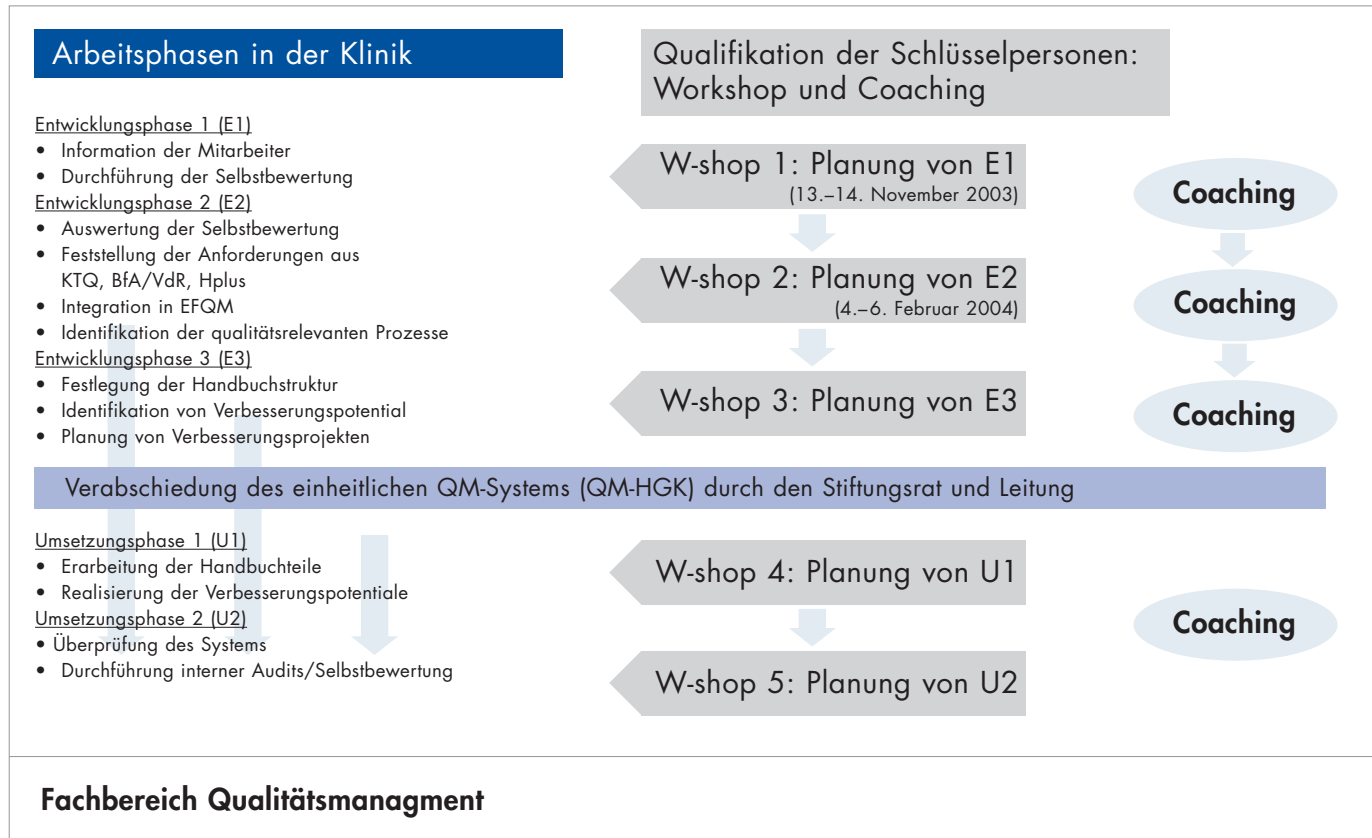 Arbeitsphasen in der Klinik
Qualifikation der Schlüsselpersonen:
Workshop und Coaching
Entwicklungsphase 1 (E1)
• Information der Mitarbeiter
• Durchführung der Selbstbewertung
Entwicklungsphase 2 (E2)
• Auswertung der Selbstbewertung
• Feststellung der Anforderungen aus
KTQ, BfA/VdR, Hplus
• Integration in EFQM
• Identifikation der qualitätsrelevanten Prozesse
Entwicklungsphase 3 (E3)
• Festlegung der Handbuchstruktur
• Identifikation von Verbesserungspotential
• Planung von Verbesserungsprojekten
W-shop 1: Planung von E1
(13.–14. November 2003)
W-shop 2: Planung von E2
(4.–6. Februar 2004)
W-shop 3: Planung von E3
Coaching
Coaching
Coaching
Verabschiedung des einheitlichen QM-Systems (QM-HGK) durch den Stiftungsrat und Leitung
Umsetzungsphase 1 (U1)
• Erarbeitung der Handbuchteile
• Realisierung der Verbesserungspotentiale
Umsetzungsphase 2 (U2)
• Überprüfung des Systems
• Durchführung interner Audits/Selbstbewertung
W-shop 4: Planung von U1
W-shop 5: Planung von U2
Coaching
Fachbereich Qualitätsmanagment